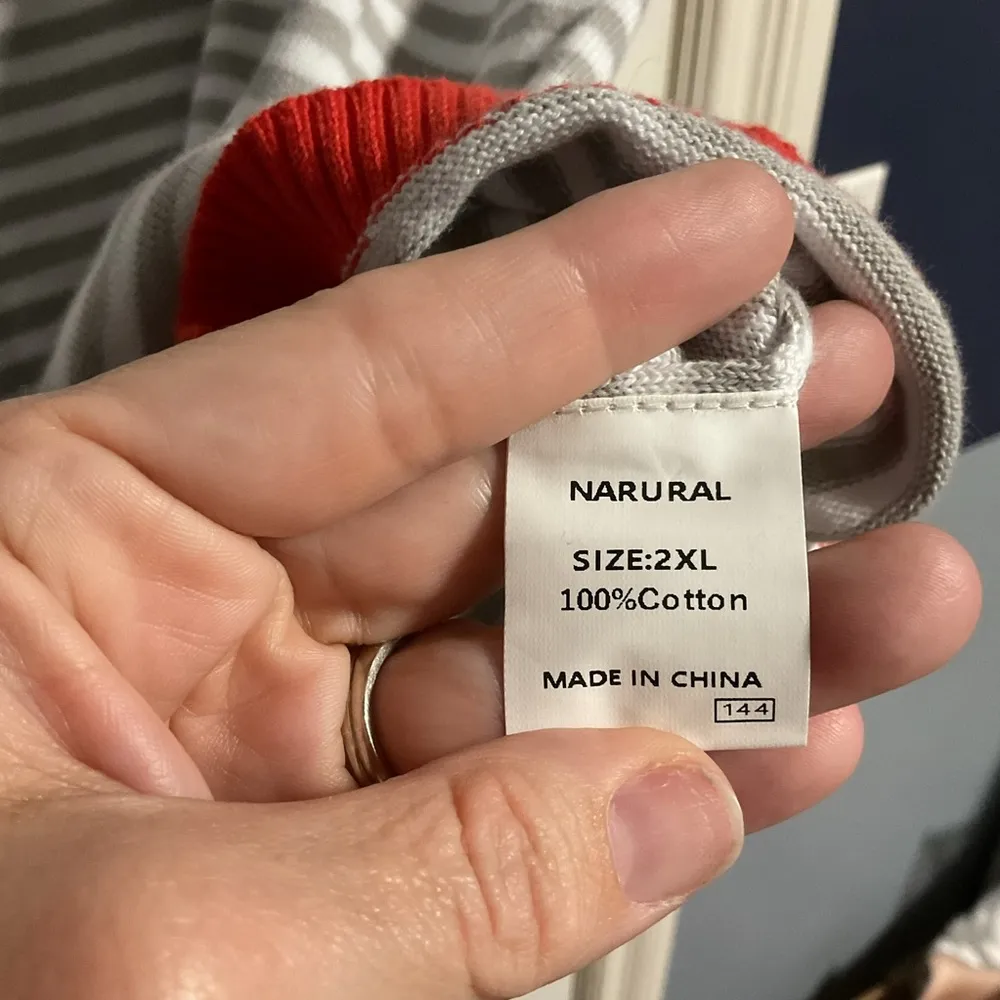 NARURAL
SIZE:2XL
100%Cotton
MADE IN CHINA
144